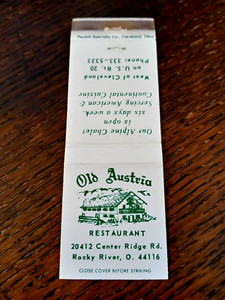 Peurish Specialty Co., Cleveland, Ohio
Phone: 333-5333
on U.S. Rt. 20
West of Cleveland
Continental Cuisine
Serving American &
six days a week,
is open
Our Alpine Chalet
Old Austria
RESTAURANT
20412 Center Ridge Rd.
Rocky River, O. 44116
CLOSE COVER BEFORE STRIKING